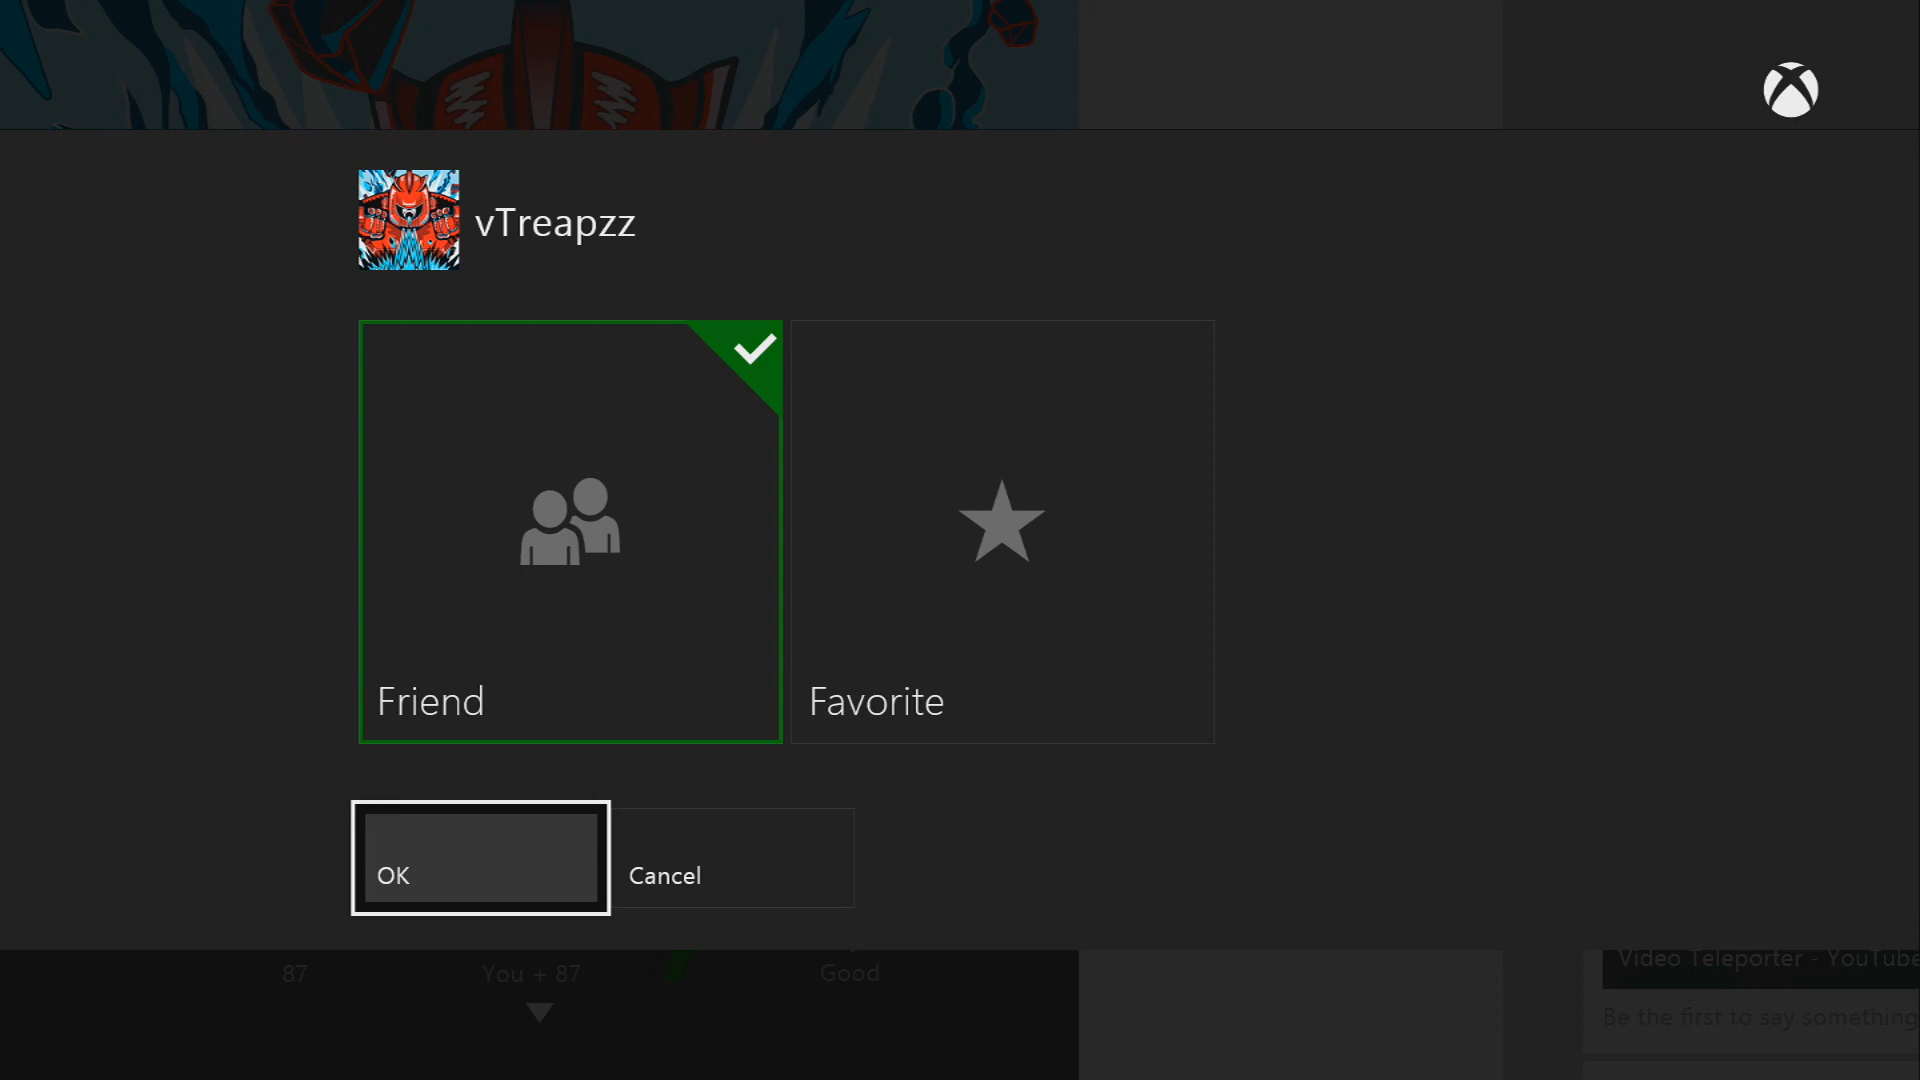 vTreapzz
Friend
Favorite
OK
Cancel
87
You + 87
Good
Video Teleporter - YouTube
Be the first to say something